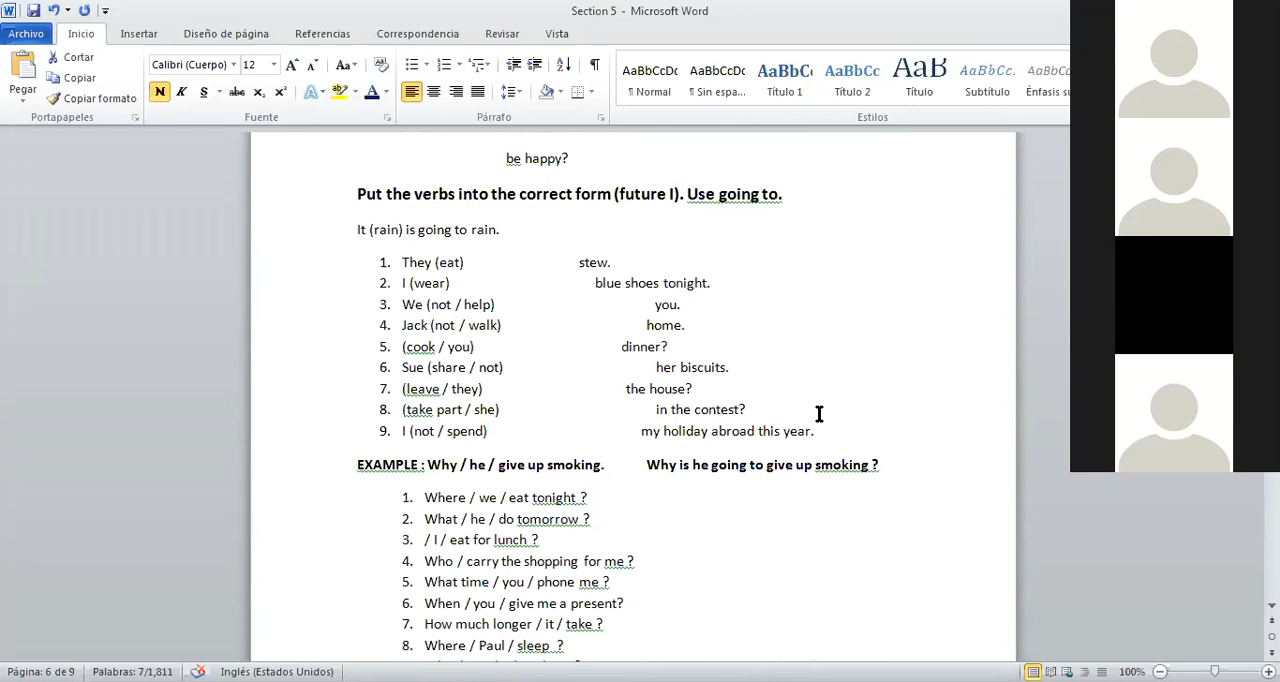 Section 5 - Microsoft Word
Archivo Inicio Insertar Diseño de página Referencias Correspondencia Revisar Vista
Pegar
Cortar
Copiar
Copiar formato
Portapapeles
Calibri (Cuerpo) 12
Fuente
Párrafo
AaBbCcDc AaBbCcDc AaBbC AaBbCc AaB AaBbCc. AaBbCcDc
¶ Normal ¶ Sin espa... Título 1 Título 2 Título Subtítulo Énfasis su
Estilos
be happy?
Put the verbs into the correct form (future I). Use going to.
It (rain) is going to rain.
1. They (eat) stew.
2. I (wear) blue shoes tonight.
3. We (not / help) you.
4. Jack (not / walk) home.
5. (cook / you) dinner?
6. Sue (share / not) her biscuits.
7. (leave / they) the house?
8. (take part / she) in the contest?
9. I (not / spend) my holiday abroad this year.
EXAMPLE : Why / he / give up smoking. Why is he going to give up smoking ?
1. Where / we / eat tonight ?
2. What / he / do tomorrow ?
3. / I / eat for lunch ?
4. Who / carry the shopping for me ?
5. What time / you / phone me ?
6. When / you / give me a present?
7. How much longer / it / take ?
8. Where / Paul / sleep ?
Página: 6 de 9 Palabras: 7/1,811 Inglés (Estados Unidos) 100%